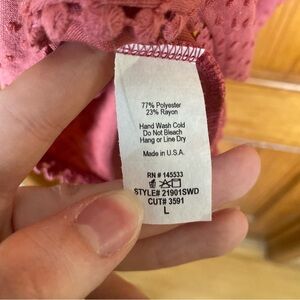 77% Polyester
23% Rayon
Hand Wash Cold
Do Not Bleach
Hang or Line Dry
Made in U.S.A.
RN # 145533
STYLE# 21901SWD
CUT# 3591
L